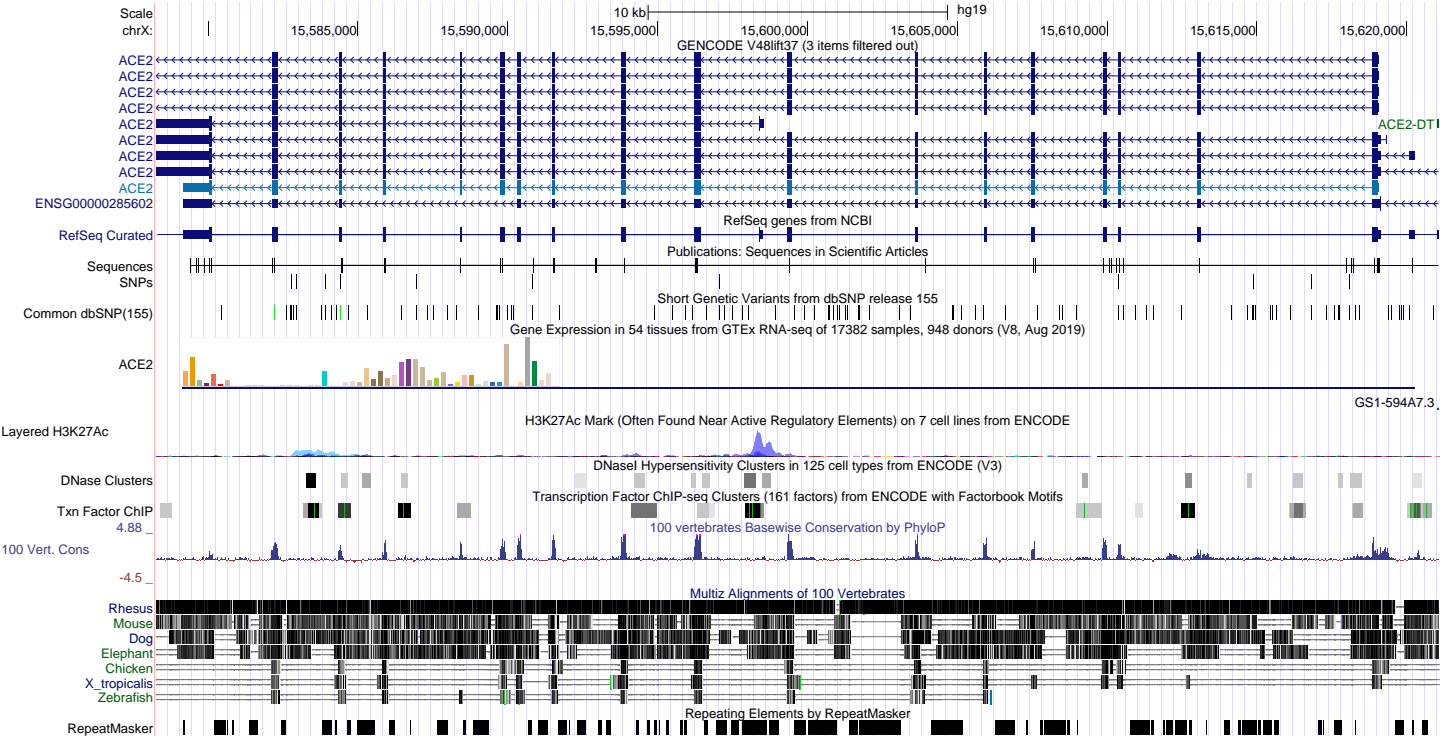 Scale 10 kb hg19
chrX: 15,585,000 15,590,000 15,595,000 15,600,000 15,605,000 15,610,000 15,615,000 15,620,000
GENCODE V48lift37 (3 items filtered out)
ACE2
ACE2
ACE2
ACE2
ACE2 ACE2-DT
ACE2
ACE2
ACE2
ACE2
ENSG00000285602
RefSeq genes from NCBI
RefSeq Curated
Publications: Sequences in Scientific Articles
Sequences
SNPs
Short Genetic Variants from dbSNP release 155
Common dbSNP(155)
Gene Expression in 54 tissues from GTEx RNA-seq of 17382 samples, 948 donors (V8, Aug 2019)
ACE2
GS1-594A7.3
H3K27Ac Mark (Often Found Near Active Regulatory Elements) on 7 cell lines from ENCODE
Layered H3K27Ac
DNaseI Hypersensitivity Clusters in 125 cell types from ENCODE (V3)
DNase Clusters
Transcription Factor ChIP-seq Clusters (161 factors) from ENCODE with Factorbook Motifs
Txn Factor ChIP
100 vertebrates Basewise Conservation by PhyloP
4.88 _
100 Vert. Cons
-4.5 _
Multiz Alignments of 100 Vertebrates
Rhesus
Mouse
Dog
Elephant
Chicken
X_tropicalis
Zebrafish
Repeating Elements by RepeatMasker
RepeatMasker